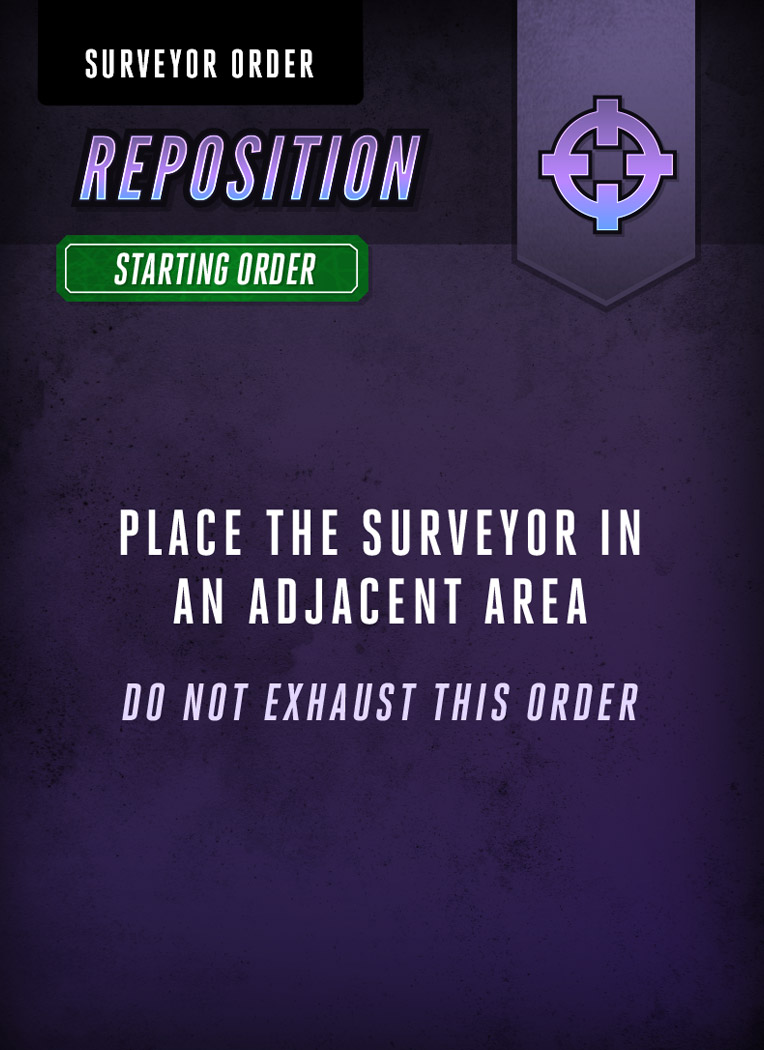 SURVEYOR ORDER
REPOSITION
STARTING ORDER
PLACE THE SURVEYOR IN
AN ADJACENT AREA
DO NOT EXHAUST THIS ORDER